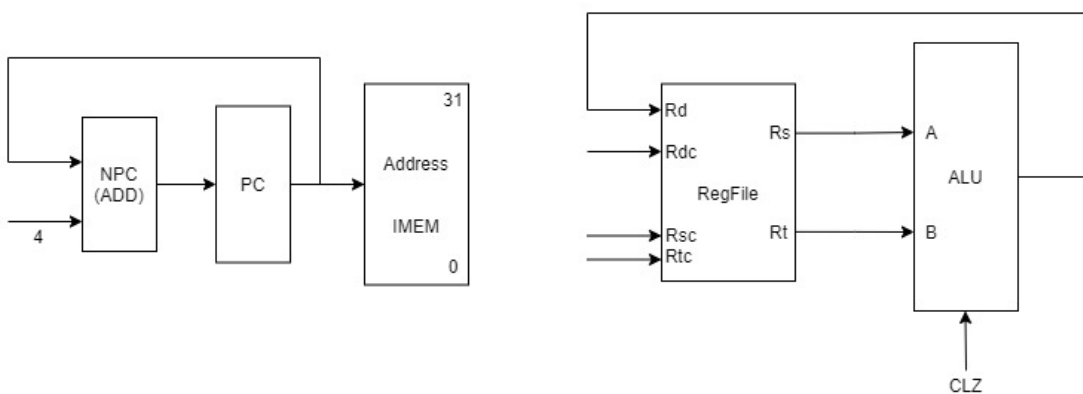 NPC
(ADD)
4
PC
31
Address
IMEM
0
Rd
Rdc
Rsc
Rtc
RegFile
Rs
Rt
A
B
ALU
CLZ